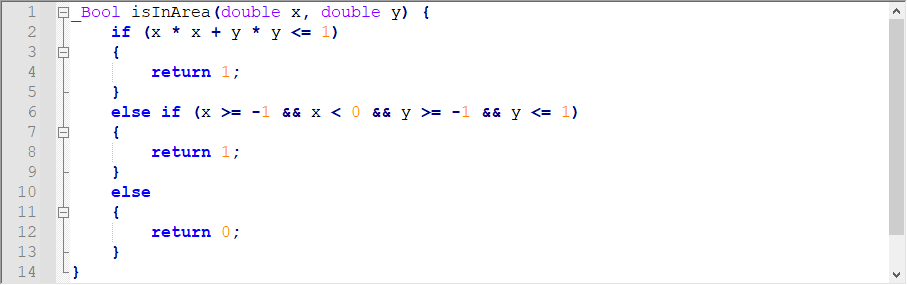 1 _Bool isInArea(double x, double y) {
2 if (x * x + y * y <= 1)
3 {
4 return 1;
5 }
6 else if (x >= -1 && x < 0 && y >= -1 && y <= 1)
7 {
8 return 1;
9 }
10 else
11 {
12 return 0;
13 }
14 }